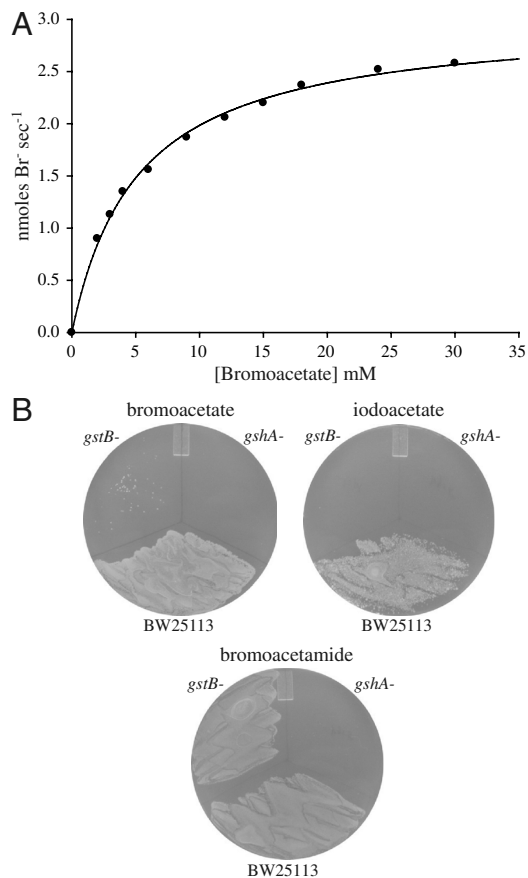 A
3.0
2.5
2.0
1.5
1.0
0.5
0.0
nmoles Br- sec-1
0 5 10 15 20 25 30 35
[Bromoacetate] mM
B
bromoacetate
gstB- gshA-
BW25113
iodoacetate
gstB- gshA-
BW25113
bromoacetamide
gstB- gshA-
BW25113